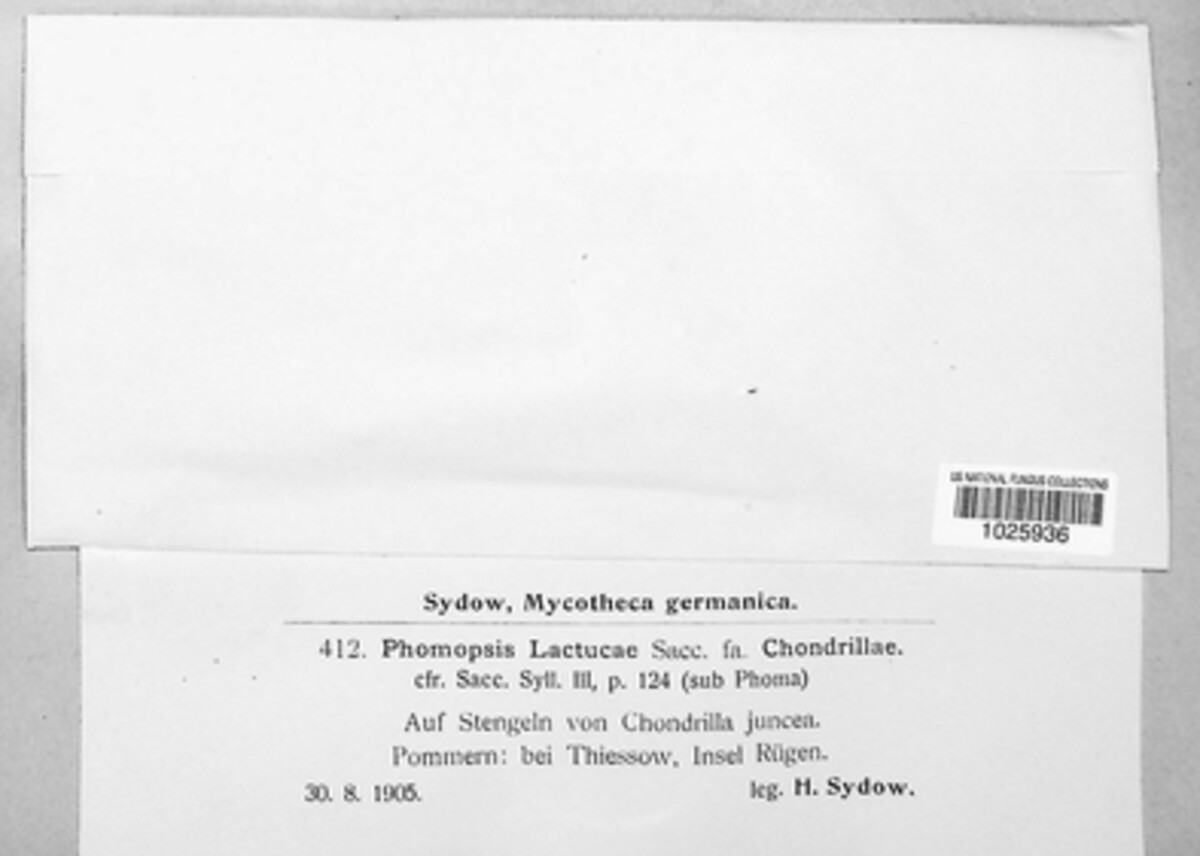 US NATIONAL FUNGUS COLLECTIONS
1025936
Sydow, Mycotheca germanica.
412. Phomopsis Lactucae Sacc. fa. Chondrillae.
cfr. Sacc. Syll. III, p. 124 (sub Phoma)
Auf Stengeln von Chondrilla juncea.
Pommern: bei Thiessow, Insel Rügen.
30. 8. 1905. leg. H. Sydow.